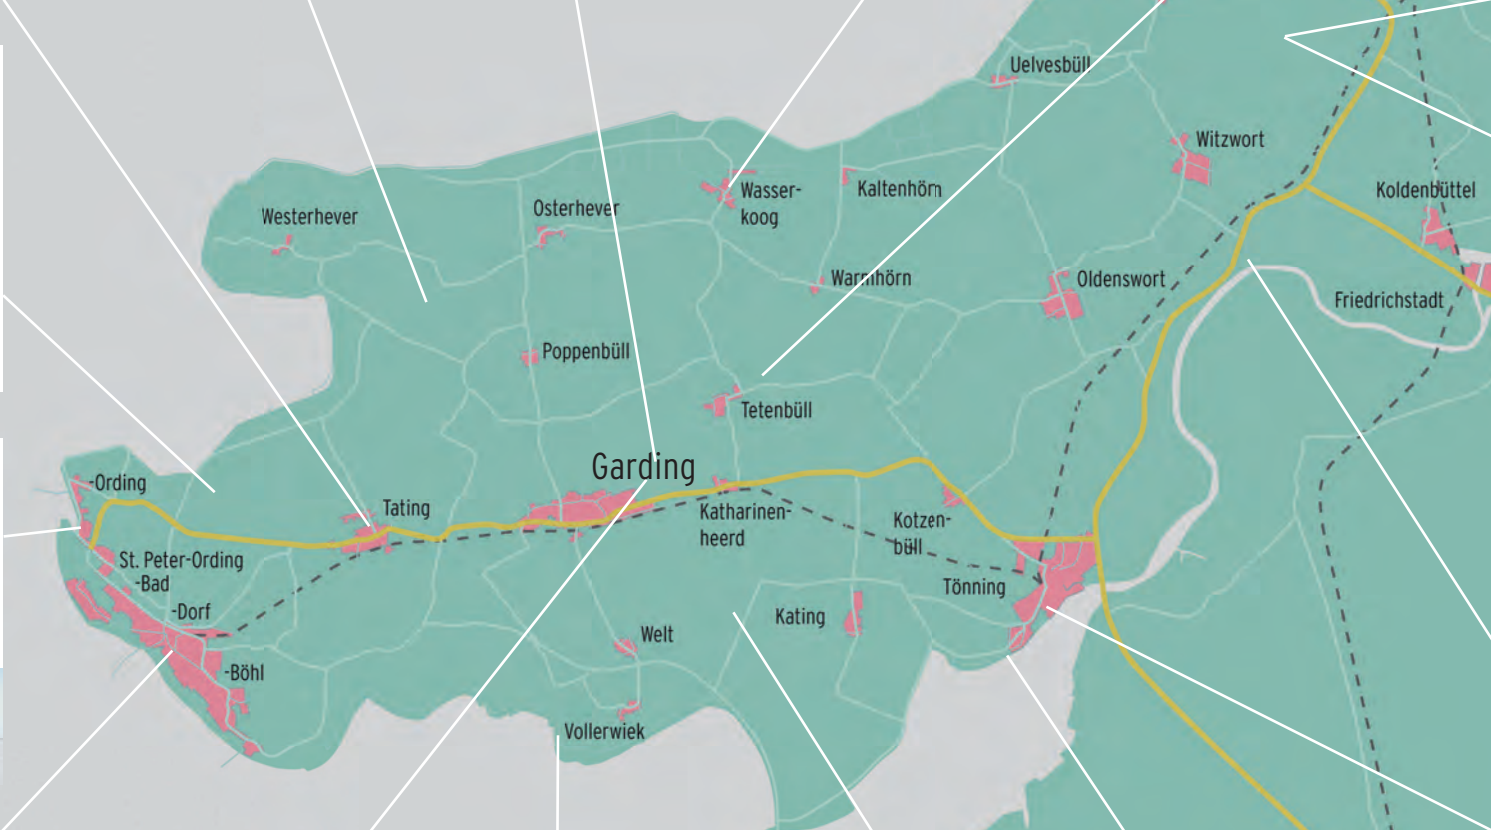 Uelvesbüll
Witzwort
Koldenbüttel
Wasser-
koog
Kaltenhörn
Osterhever
Westerhever
Warmhörn
Oldenswort
Friedrichstadt
Poppenbüll
Tetenbüll
Garding
-Ording
Tating
Katharinen-
heerd
Kotzen-
büll
St. Peter-Ording
-Bad
-Dorf
Tönning
Kating
Welt
-Böhl
Vollerwiek